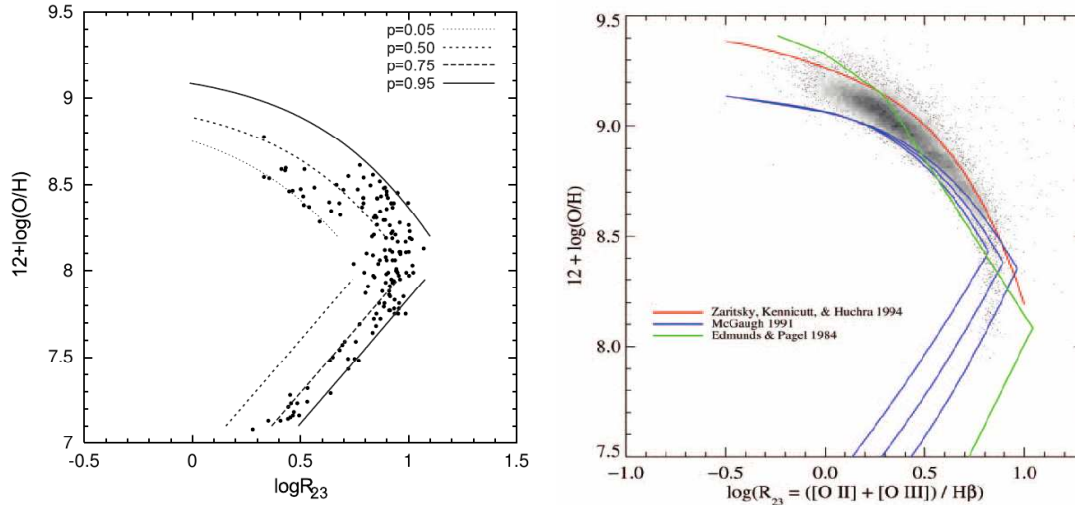 9.5
9
8.5
8
7.5
7
12+log(O/H)
p=0.05
p=0.50
p=0.75
p=0.95
-0.5
0
0.5
1
1.5
logR23
9.5
9.0
8.5
8.0
7.5
12 + log(O/H)
Zaritsky, Kennicutt, & Huchra 1994
McGaugh 1991
Edmunds & Pagel 1984
-1.0
-0.5
0.0
0.5
1.0
log(R23 = ([O II] + [O III]) / Hβ)